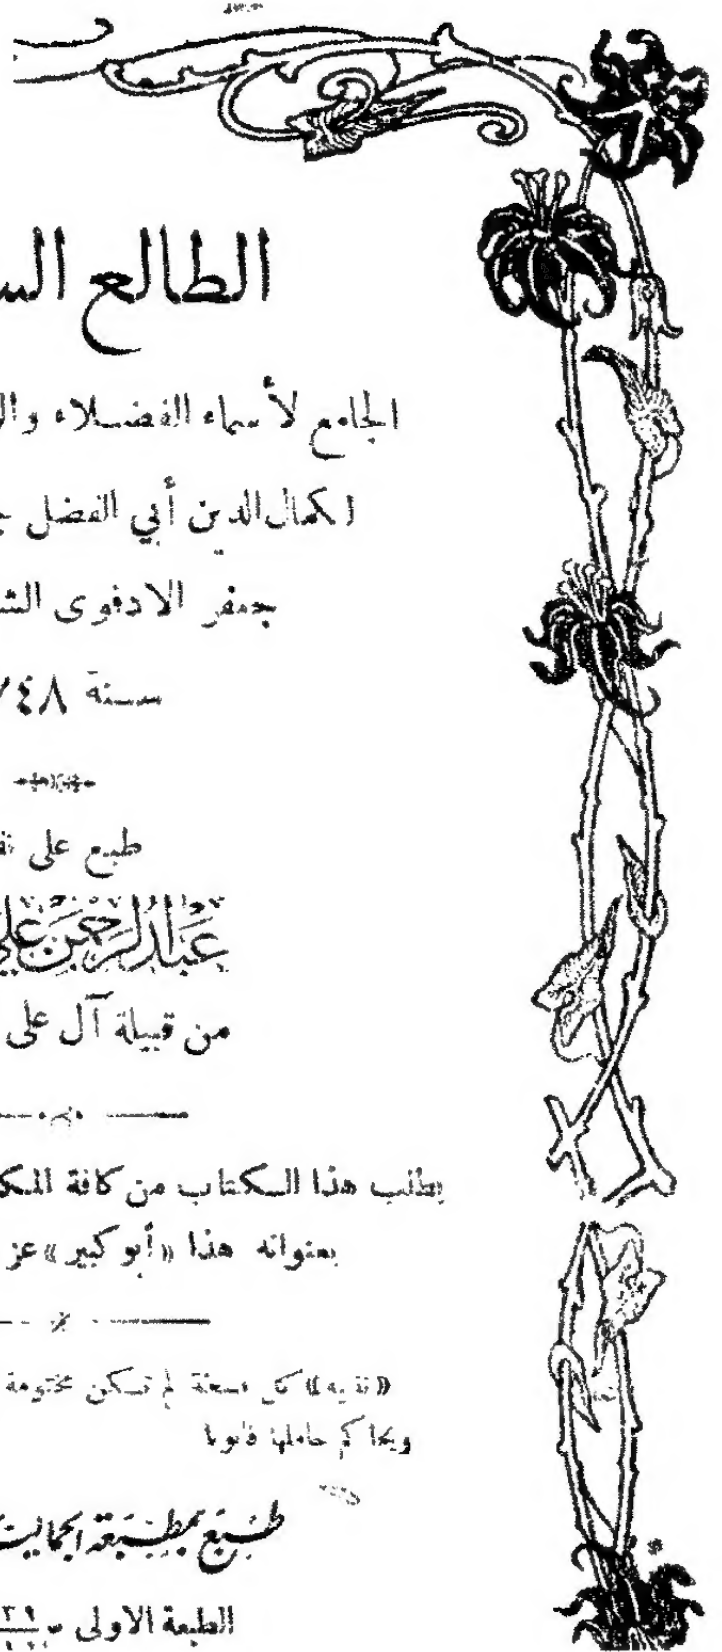 الطالع الس
الجامع لأسماء الفضلاء وال
لكمال الدين أبي الفضل ج
جعفر الادفوى الش
سنة ٧٤٨
طبع على نف
عبد الرحمن علي
من قبيلة آل على
يطلب هذا الكتاب من كافة المك
بعنوانه هذا «أبو كبير» عز
«تنبيه» كل نسخة لم تكن مختومة
ويحاكم حاملها قانونا
طبع بمطبعة الجمالية
الطبعة الاولى س